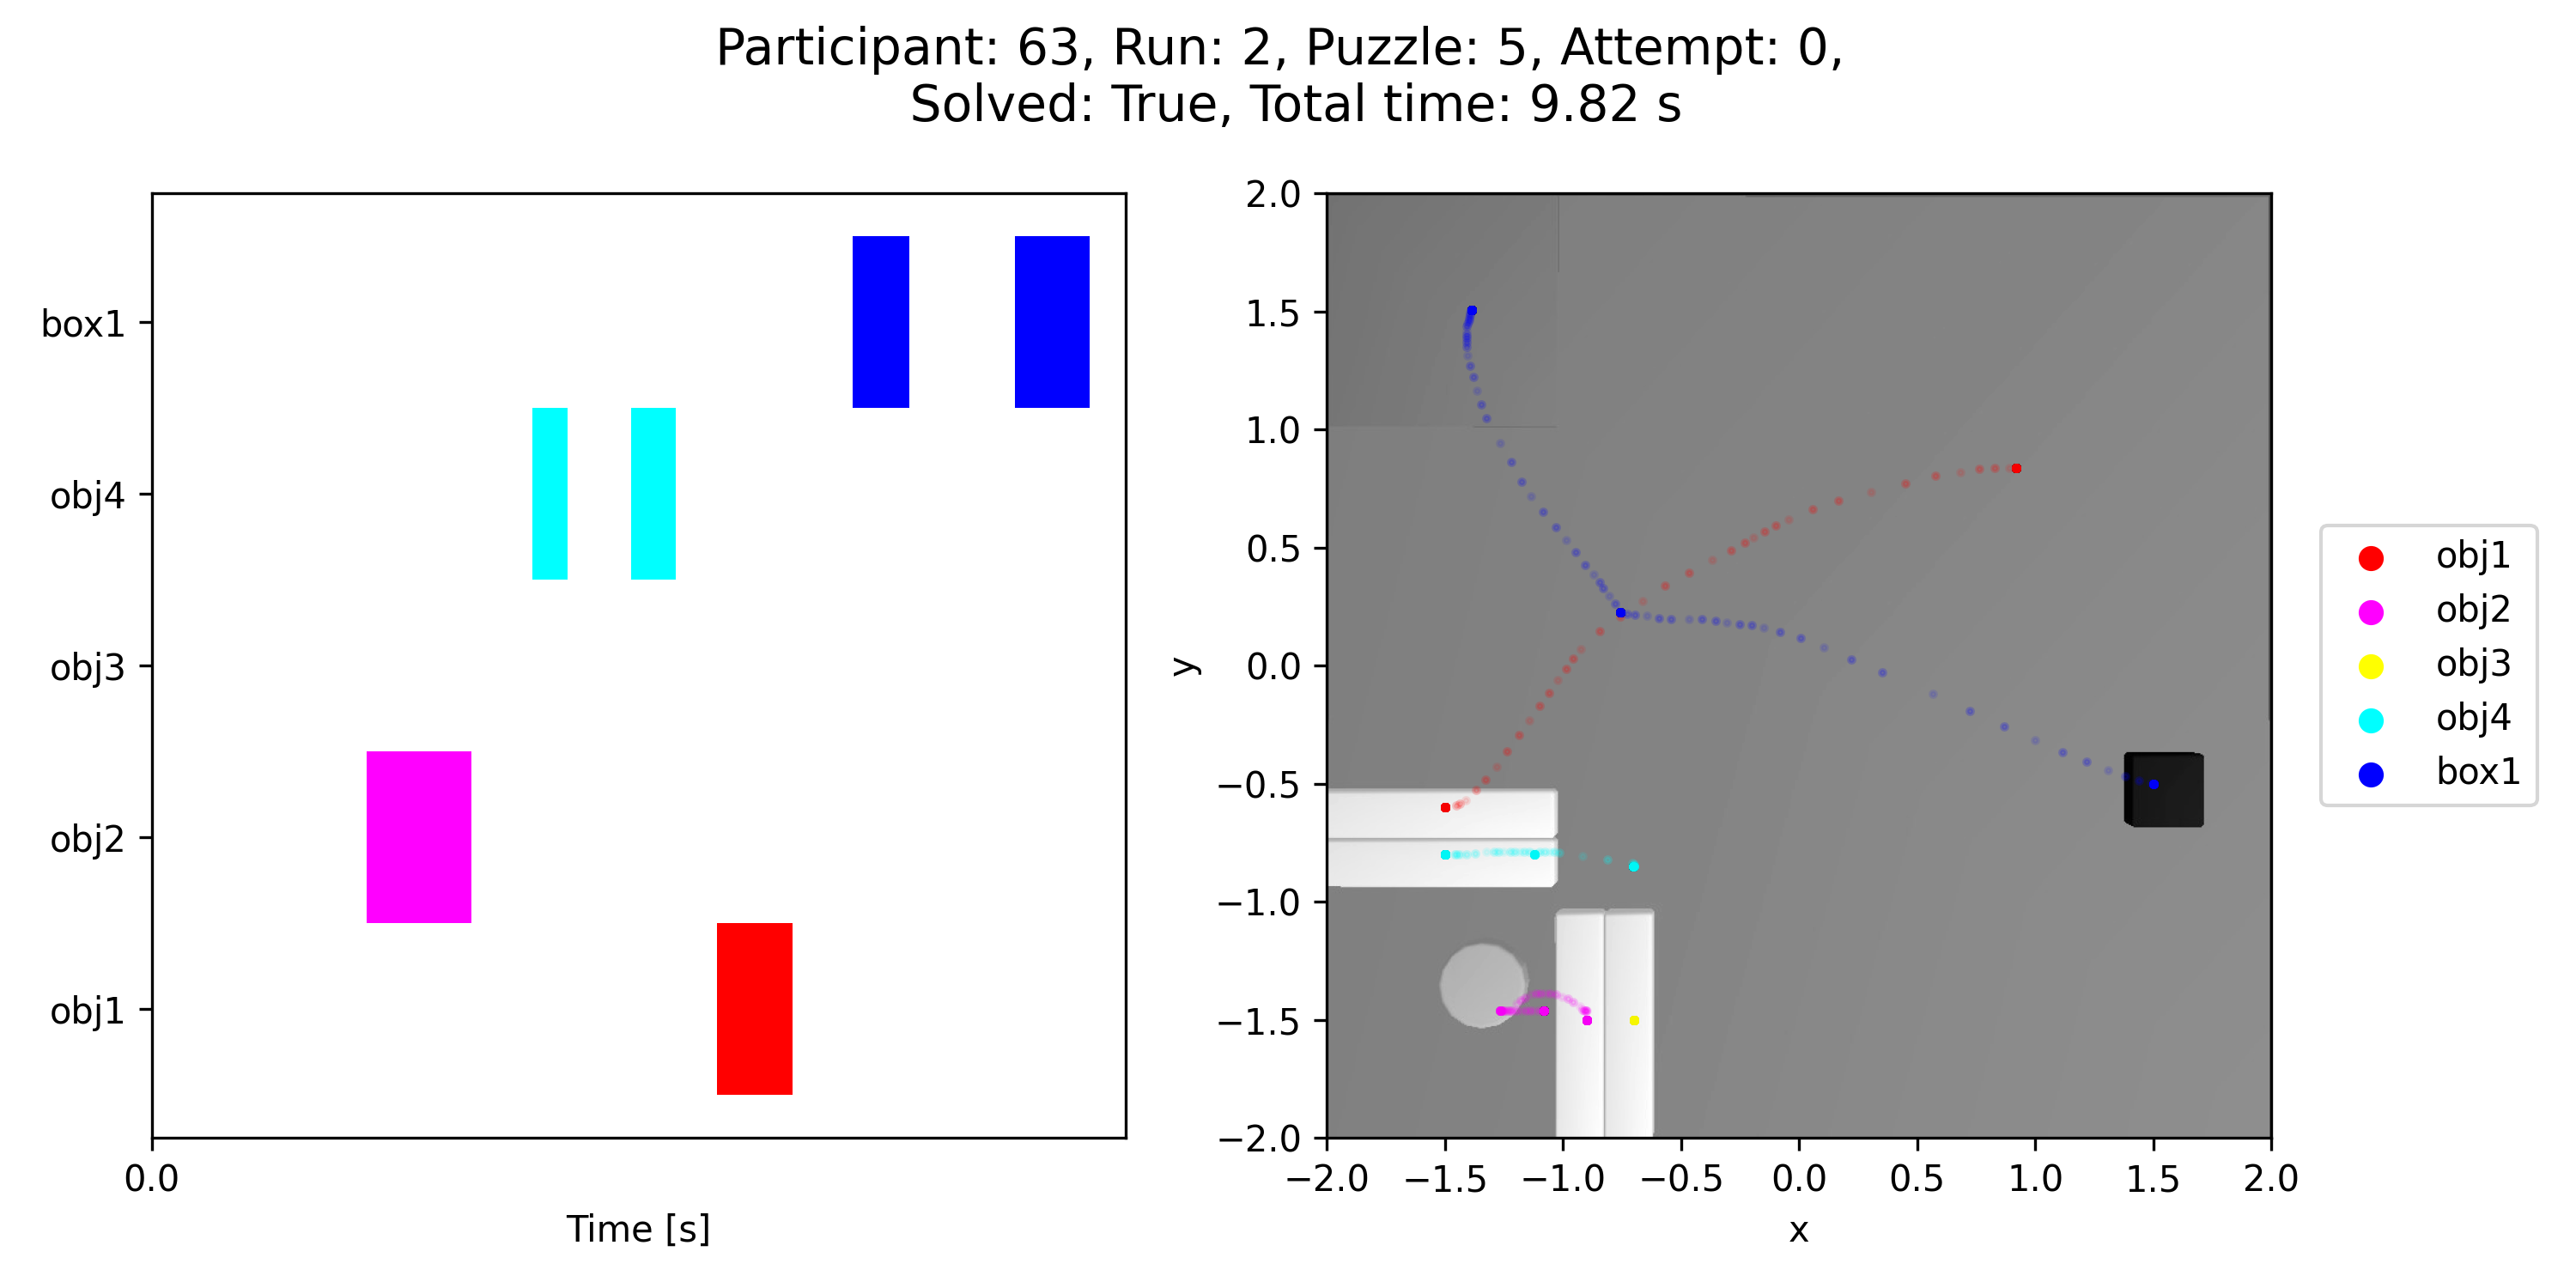 Participant: 63, Run: 2, Puzzle: 5, Attempt: 0,
Solved: True, Total time: 9.82 s
box1
obj4
obj3
obj2
obj1
0.0
Time [s]
2.0
1.5
1.0
0.5
0.0
−0.5
−1.0
−1.5
−2.0
y
−2.0 −1.5 −1.0 −0.5 0.0 0.5 1.0 1.5 2.0
x
obj1
obj2
obj3
obj4
box1